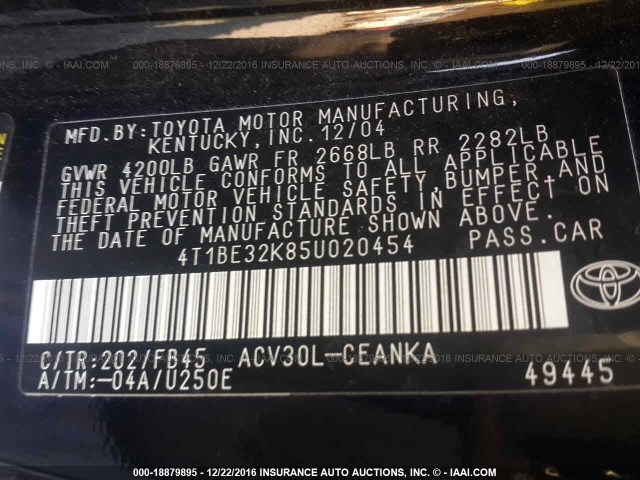 000-18879895 - 12/22/2016 INSURANCE AUTO AUCTIONS, INC. - © - IAAI.COM
MFD.BY:TOYOTA MOTOR MANUFACTURING,
KENTUCKY,INC.12/04
GVWR 4200LB GAWR FR 2668LB RR 2282LB
THIS VEHICLE CONFORMS TO ALL APPLICABLE
FEDERAL MOTOR VEHICLE SAFETY,BUMPER,AND
THEFT PREVENTION STANDARDS IN EFFECT ON
THE DATE OF MANUFACTURE SHOWN ABOVE.
4T1BE32K85U020454 PASS.CAR
TOYOTA
C/TR:202/FB45 ACV30L-CEANKA
A/TM:-04A/U250E 49445
000-18879895 - 12/22/2016 INSURANCE AUTO AUCTIONS, INC. - © - IAAI.COM